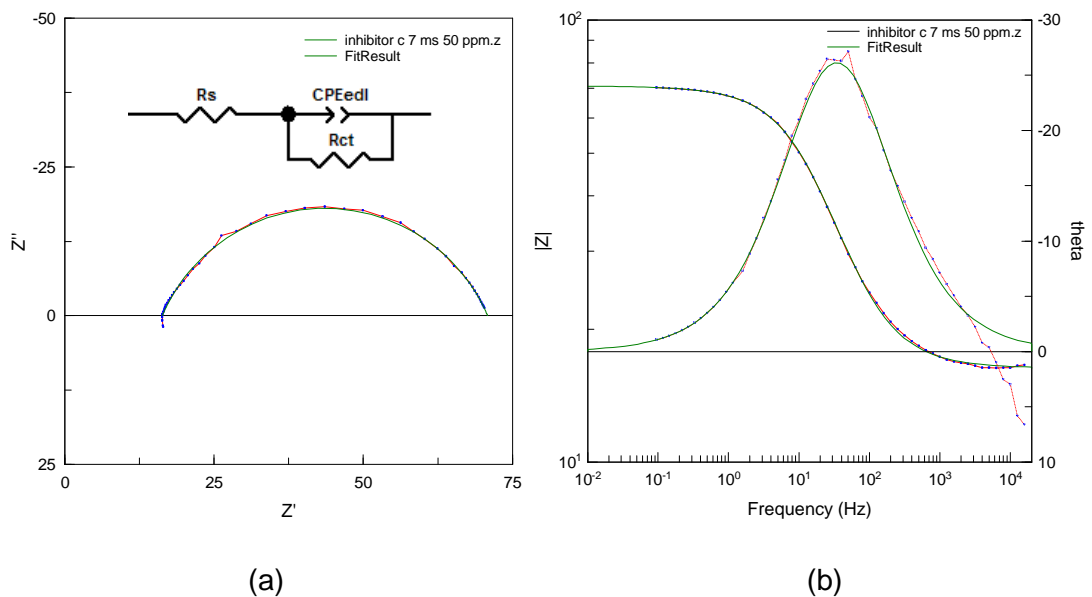 inhibitor c 7 ms 50 ppm.z
FitResult
Rs
CPEedl
Rct
-50
-25
0
25
Z''
0
25
50
75
Z'
(a)
inhibitor c 7 ms 50 ppm.z
FitResult
10²
10¹
|Z|
-30
-20
-10
0
10
theta
10⁻²
10⁻¹
10⁰
10¹
10²
10³
10⁴
Frequency (Hz)
(b)